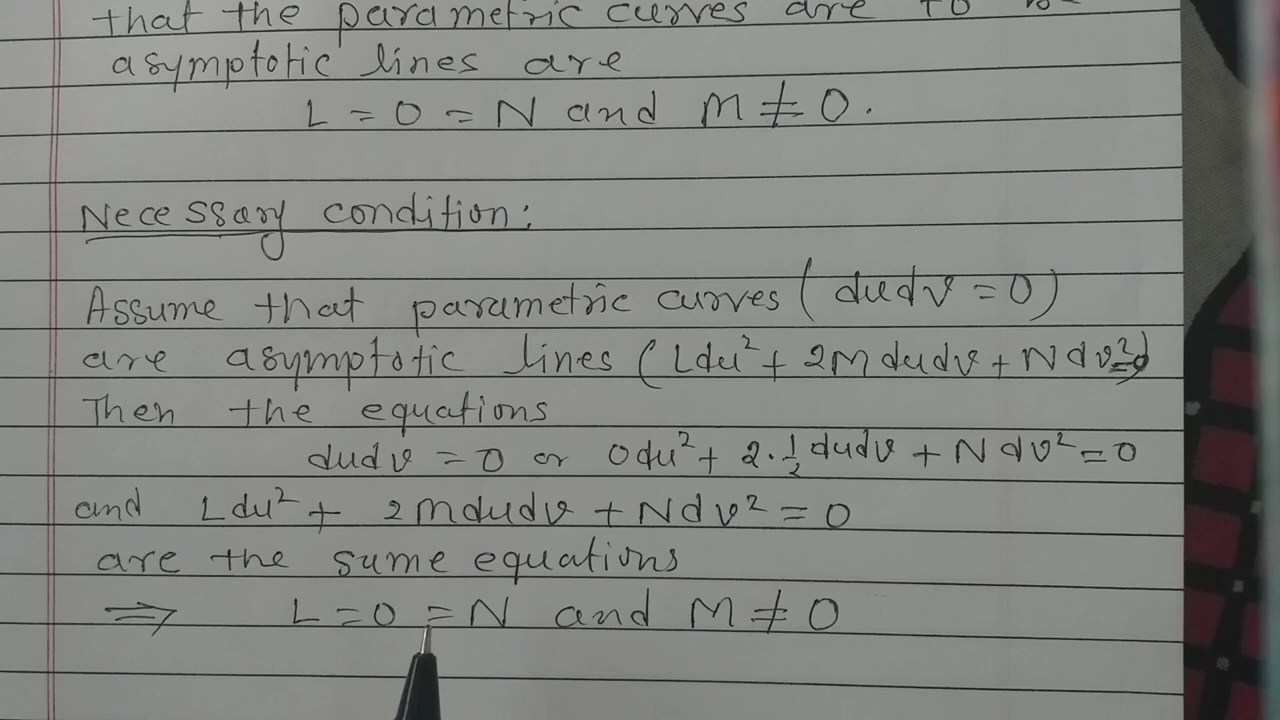 that the parametric curves are to be
asymptotic lines are
L = 0 = N and M ≠ 0.
Necessary condition:
Assume that parametric curves (dudv = 0)
are asymptotic lines (Ldu² + 2M dudv + Ndv²=0)
Then the equations
dudv = 0 or 0du² + 2·1/2 dudv + Ndv² = 0
and Ldu² + 2Mdudv + Ndv² = 0
are the same equations
⇒ L = 0 = N and M ≠ 0